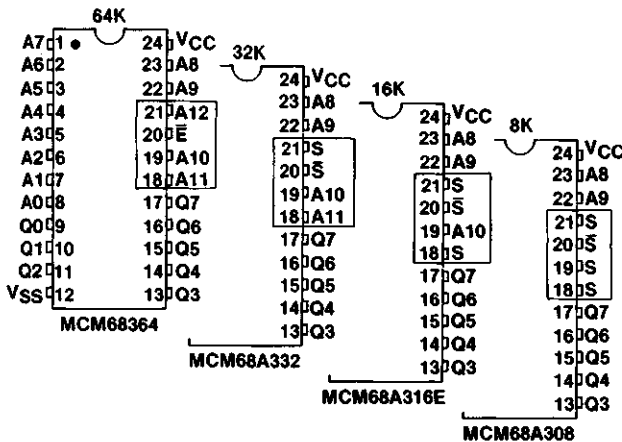 64K
A7 1 24 VCC
A6 2 23 A8
A5 3 22 A9
A4 4 21 A12
A3 5 20 E̅
A2 6 19 A10
A1 7 18 A11
A0 8 17 Q7
Q0 9 16 Q6
Q1 10 15 Q5
Q2 11 14 Q4
VSS 12 13 Q3
MCM68364
32K
24 VCC
23 A8
22 A9
21 S
20 S̅
19 A10
18 A11
17 Q7
16 Q6
15 Q5
14 Q4
13 Q3
MCM68A332
16K
24 VCC
23 A8
22 A9
21 S
20 S̅
19 A10
18 S
17 Q7
16 Q6
15 Q5
14 Q4
13 Q3
MCM68A316E
8K
24 VCC
23 A8
22 A9
21 S
20 S̅
19 S
18 S
17 Q7
16 Q6
15 Q5
14 Q4
13 Q3
MCM68A308